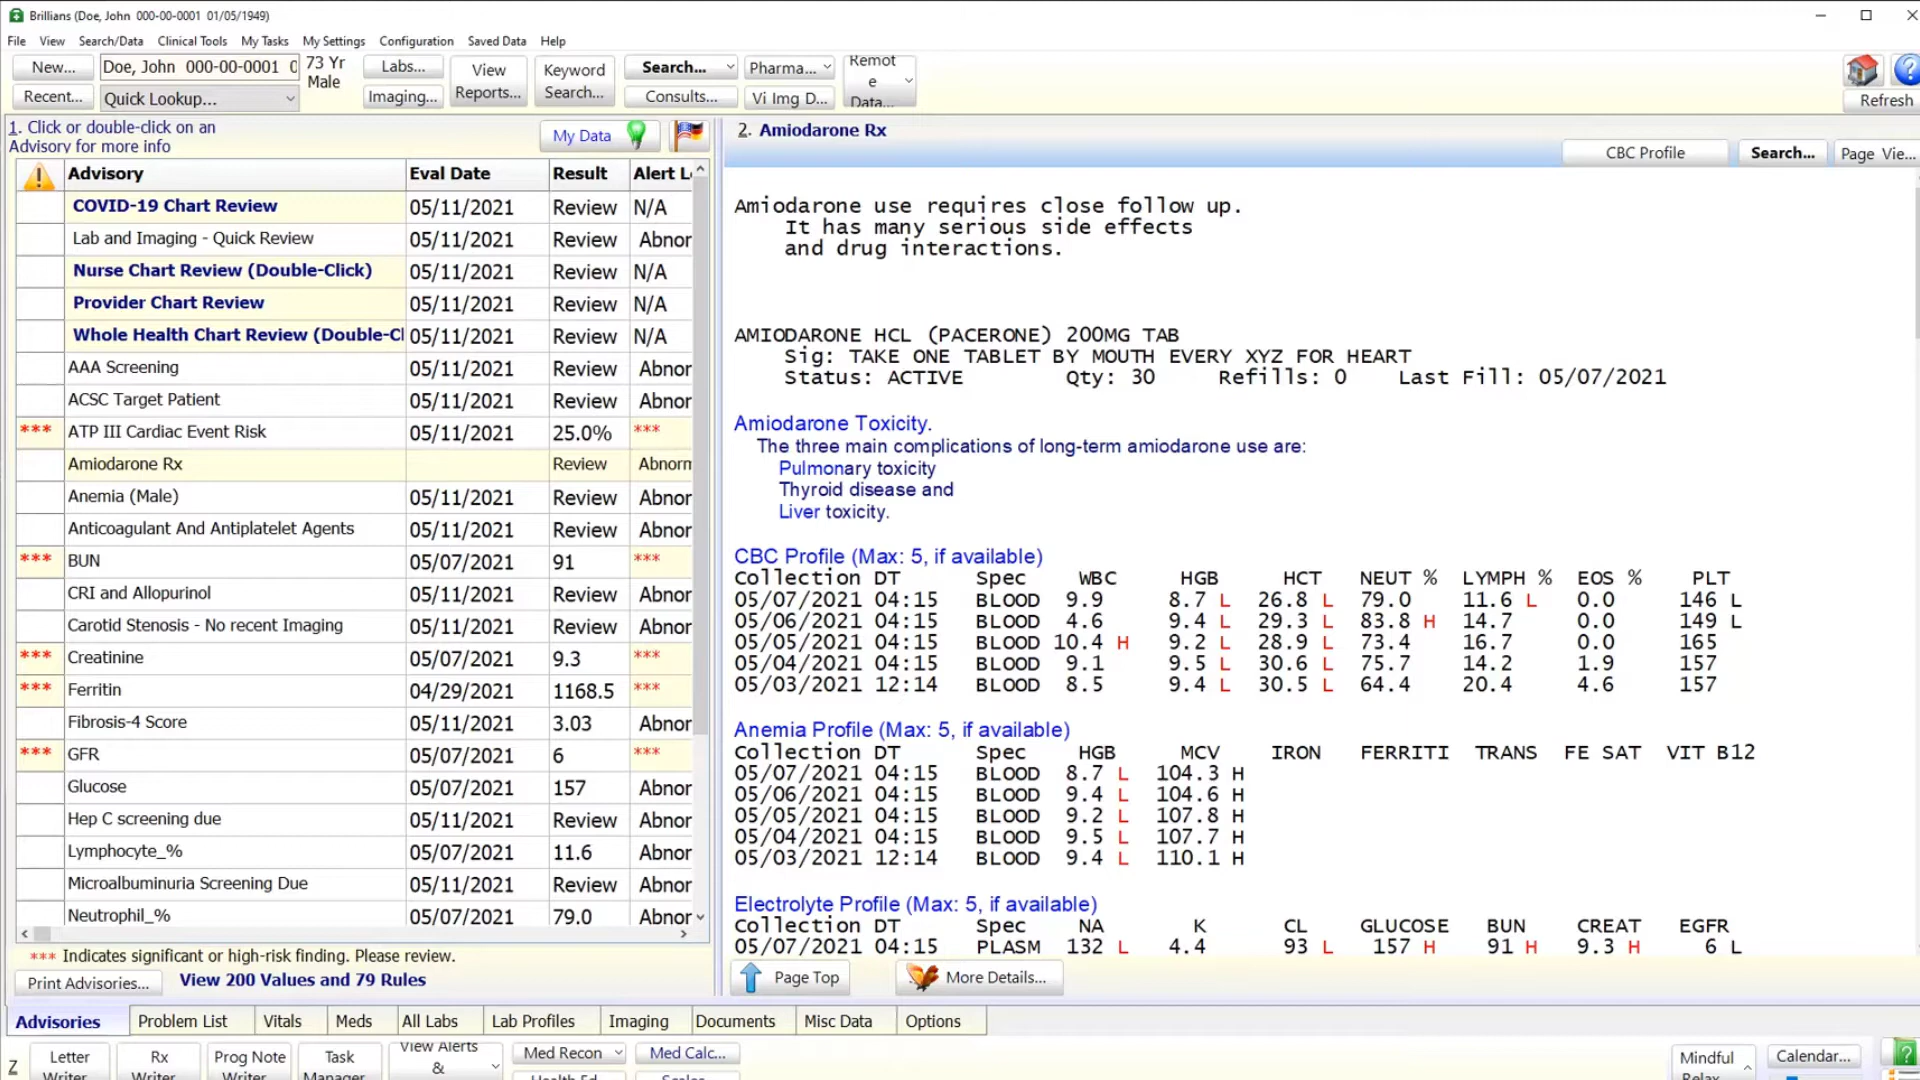 Brillians (Doe, John 000-00-0001 01/05/1949)
File View Search/Data Clinical Tools My Tasks My Settings Configuration Saved Data Help
New... Doe, John 000-00-0001 0 73 Yr Male Labs... View Reports... Keyword Search... Search... Pharma... Remot e Data...
Recent... Quick Lookup... Imaging... Consults... Vi Img D... Refresh
1. Click or double-click on an
Advisory for more info
My Data
Advisory Eval Date Result Alert L
COVID-19 Chart Review 05/11/2021 Review N/A
Lab and Imaging - Quick Review 05/11/2021 Review Abnor
Nurse Chart Review (Double-Click) 05/11/2021 Review N/A
Provider Chart Review 05/11/2021 Review N/A
Whole Health Chart Review (Double-Cl 05/11/2021 Review N/A
AAA Screening 05/11/2021 Review Abnor
ACSC Target Patient 05/11/2021 Review Abnor
*** ATP III Cardiac Event Risk 05/11/2021 25.0% ***
Amiodarone Rx Review Abnorm
Anemia (Male) 05/11/2021 Review Abnor
Anticoagulant And Antiplatelet Agents 05/11/2021 Review Abnor
*** BUN 05/07/2021 91 ***
CRI and Allopurinol 05/11/2021 Review Abnor
Carotid Stenosis - No recent Imaging 05/11/2021 Review Abnor
*** Creatinine 05/07/2021 9.3 ***
*** Ferritin 04/29/2021 1168.5 ***
Fibrosis-4 Score 05/11/2021 3.03 Abnor
*** GFR 05/07/2021 6 ***
Glucose 05/07/2021 157 Abnor
Hep C screening due 05/11/2021 Review Abnor
Lymphocyte_% 05/07/2021 11.6 Abnor
Microalbuminuria Screening Due 05/11/2021 Review Abnor
Neutrophil_% 05/07/2021 79.0 Abnor
*** Indicates significant or high-risk finding. Please review.
Print Advisories... View 200 Values and 79 Rules
2. Amiodarone Rx
CBC Profile Search... Page Vie...
Amiodarone use requires close follow up.
It has many serious side effects
and drug interactions.
AMIODARONE HCL (PACERONE) 200MG TAB
Sig: TAKE ONE TABLET BY MOUTH EVERY XYZ FOR HEART
Status: ACTIVE Qty: 30 Refills: 0 Last Fill: 05/07/2021
Amiodarone Toxicity.
The three main complications of long-term amiodarone use are:
Pulmonary toxicity
Thyroid disease and
Liver toxicity.
CBC Profile (Max: 5, if available)
Collection DT Spec WBC HGB HCT NEUT % LYMPH % EOS % PLT
05/07/2021 04:15 BLOOD 9.9 8.7 L 26.8 L 79.0 11.6 L 0.0 146 L
05/06/2021 04:15 BLOOD 4.6 9.4 L 29.3 L 83.8 H 14.7 0.0 149 L
05/05/2021 04:15 BLOOD 10.4 H 9.2 L 28.9 L 73.4 16.7 0.0 165
05/04/2021 04:15 BLOOD 9.1 9.5 L 30.6 L 75.7 14.2 1.9 157
05/03/2021 12:14 BLOOD 8.5 9.4 L 30.5 L 64.4 20.4 4.6 157
Anemia Profile (Max: 5, if available)
Collection DT Spec HGB MCV IRON FERRITI TRANS FE SAT VIT B12
05/07/2021 04:15 BLOOD 8.7 L 104.3 H
05/06/2021 04:15 BLOOD 9.4 L 104.6 H
05/05/2021 04:15 BLOOD 9.2 L 107.8 H
05/04/2021 04:15 BLOOD 9.5 L 107.7 H
05/03/2021 12:14 BLOOD 9.4 L 110.1 H
Electrolyte Profile (Max: 5, if available)
Collection DT Spec NA K CL GLUCOSE BUN CREAT EGFR
05/07/2021 04:15 PLASM 132 L 4.4 93 L 157 H 91 H 9.3 H 6 L
Page Top More Details...
Advisories Problem List Vitals Meds All Labs Lab Profiles Imaging Documents Misc Data Options
Z Letter Writer Rx Writer Prog Note Writer Task Manager View Alerts & Med Recon Med Calc... Mindful Relax Calendar...
Health Ed Scales